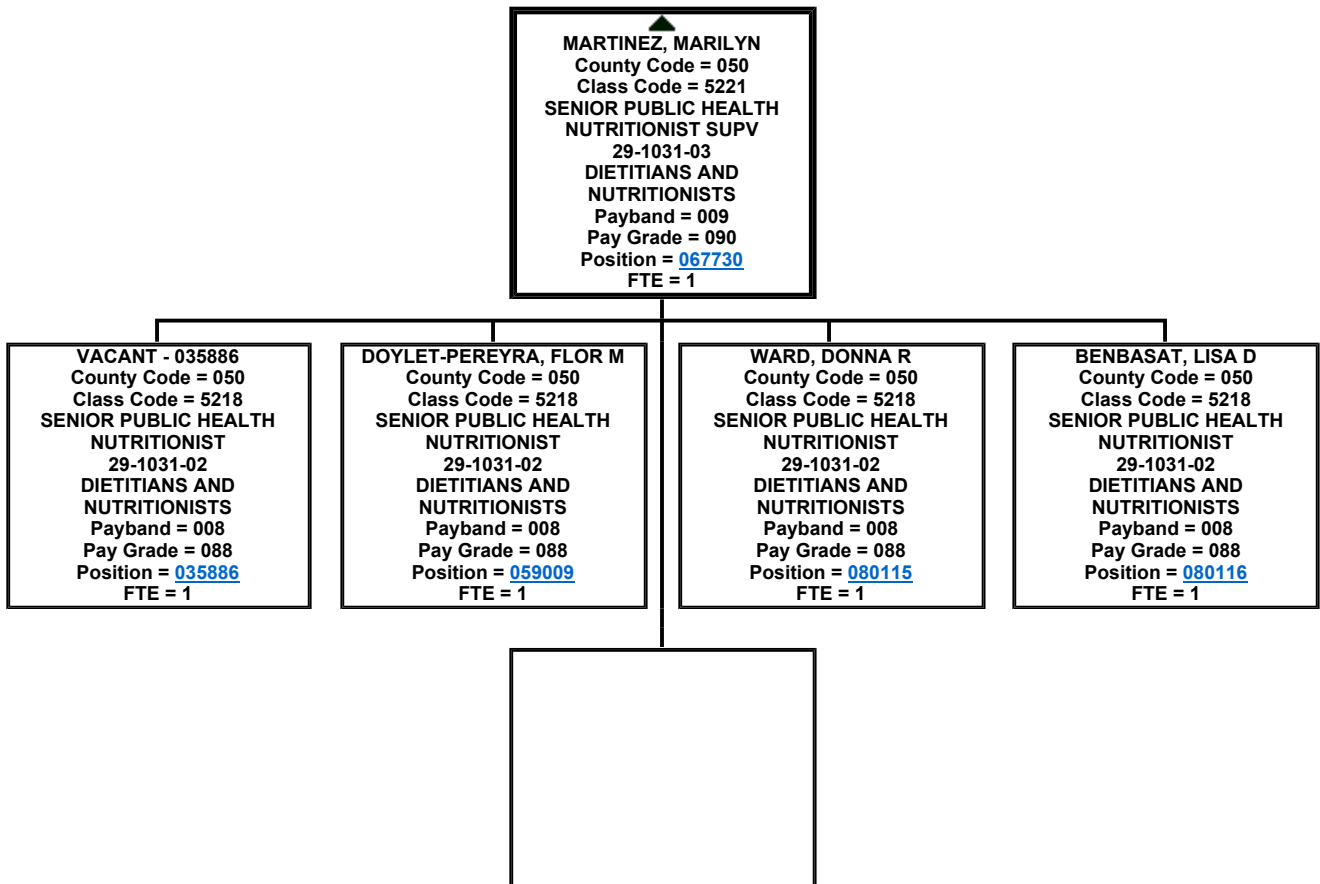 MARTINEZ, MARILYN
County Code = 050
Class Code = 5221
SENIOR PUBLIC HEALTH
NUTRITIONIST SUPV
29-1031-03
DIETITIANS AND
NUTRITIONISTS
Payband = 009
Pay Grade = 090
Position = 067730
FTE = 1
VACANT - 035886
County Code = 050
Class Code = 5218
SENIOR PUBLIC HEALTH
NUTRITIONIST
29-1031-02
DIETITIANS AND
NUTRITIONISTS
Payband = 008
Pay Grade = 088
Position = 035886
FTE = 1
DOYLET-PEREYRA, FLOR M
County Code = 050
Class Code = 5218
SENIOR PUBLIC HEALTH
NUTRITIONIST
29-1031-02
DIETITIANS AND
NUTRITIONISTS
Payband = 008
Pay Grade = 088
Position = 059009
FTE = 1
WARD, DONNA R
County Code = 050
Class Code = 5218
SENIOR PUBLIC HEALTH
NUTRITIONIST
29-1031-02
DIETITIANS AND
NUTRITIONISTS
Payband = 008
Pay Grade = 088
Position = 080115
FTE = 1
BENBASAT, LISA D
County Code = 050
Class Code = 5218
SENIOR PUBLIC HEALTH
NUTRITIONIST
29-1031-02
DIETITIANS AND
NUTRITIONISTS
Payband = 008
Pay Grade = 088
Position = 080116
FTE = 1